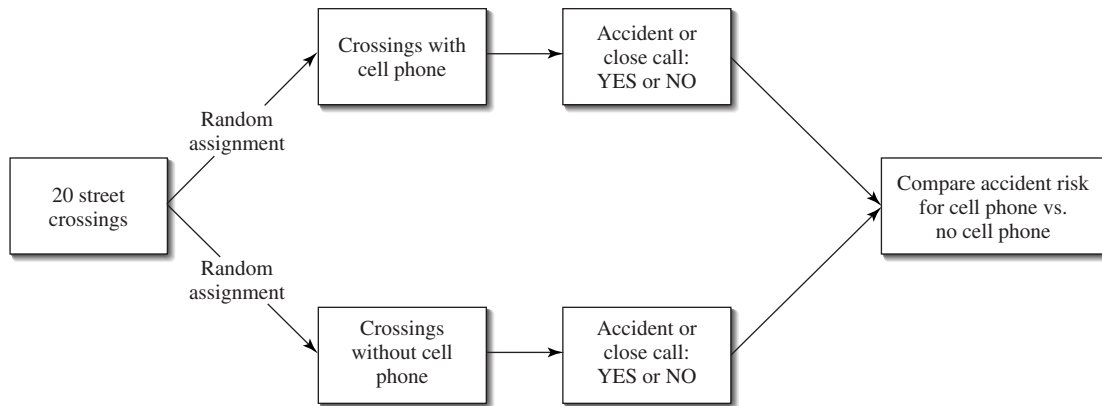 Crossings with
cell phone
Accident or
close call:
YES or NO
Random
assignment
20 street
crossings
Compare accident risk
for cell phone vs.
no cell phone
Random
assignment
Crossings
without cell
phone
Accident or
close call:
YES or NO